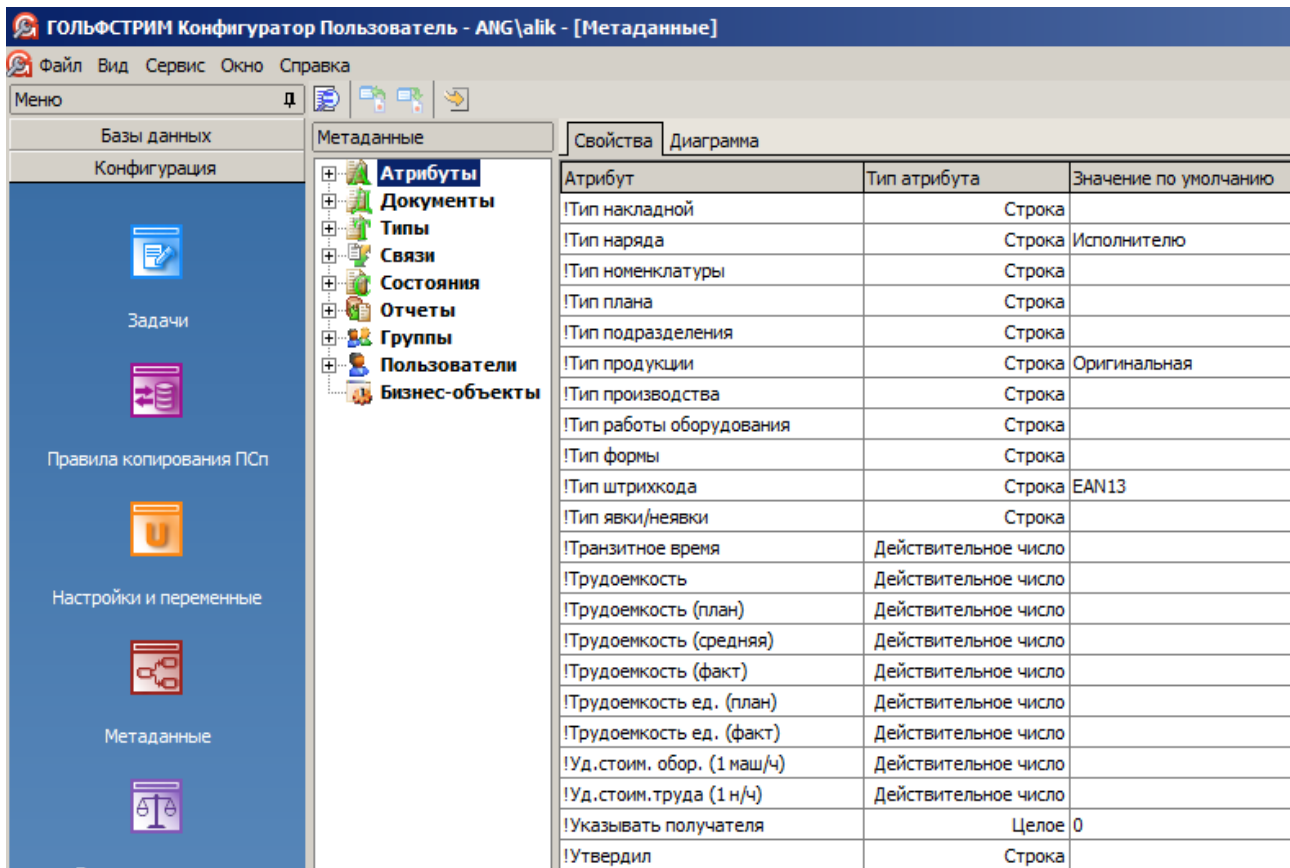 ГОЛЬФСТРИМ Конфигуратор Пользователь - ANG\alik - [Метаданные]
Файл Вид Сервис Окно Справка
Меню
Базы данных
Конфигурация
Задачи
Правила копирования ПСп
Настройки и переменные
Метаданные
Метаданные
Атрибуты
Документы
Типы
Связи
Состояния
Отчеты
Группы
Пользователи
Бизнес-объекты
Свойства Диаграмма
Атрибут Тип атрибута Значение по умолчанию
!Тип накладной Строка
!Тип наряда Строка Исполнителю
!Тип номенклатуры Строка
!Тип плана Строка
!Тип подразделения Строка
!Тип продукции Строка Оригинальная
!Тип производства Строка
!Тип работы оборудования Строка
!Тип формы Строка
!Тип штрихкода Строка EAN13
!Тип явки/неявки Строка
!Транзитное время Действительное число
!Трудоемкость Действительное число
!Трудоемкость (план) Действительное число
!Трудоемкость (средняя) Действительное число
!Трудоемкость (факт) Действительное число
!Трудоемкость ед. (план) Действительное число
!Трудоемкость ед. (факт) Действительное число
!Уд.стоим. обор. (1 маш/ч) Действительное число
!Уд.стоим.труда (1 н/ч) Действительное число
!Указывать получателя Целое 0
!Утвердил Строка